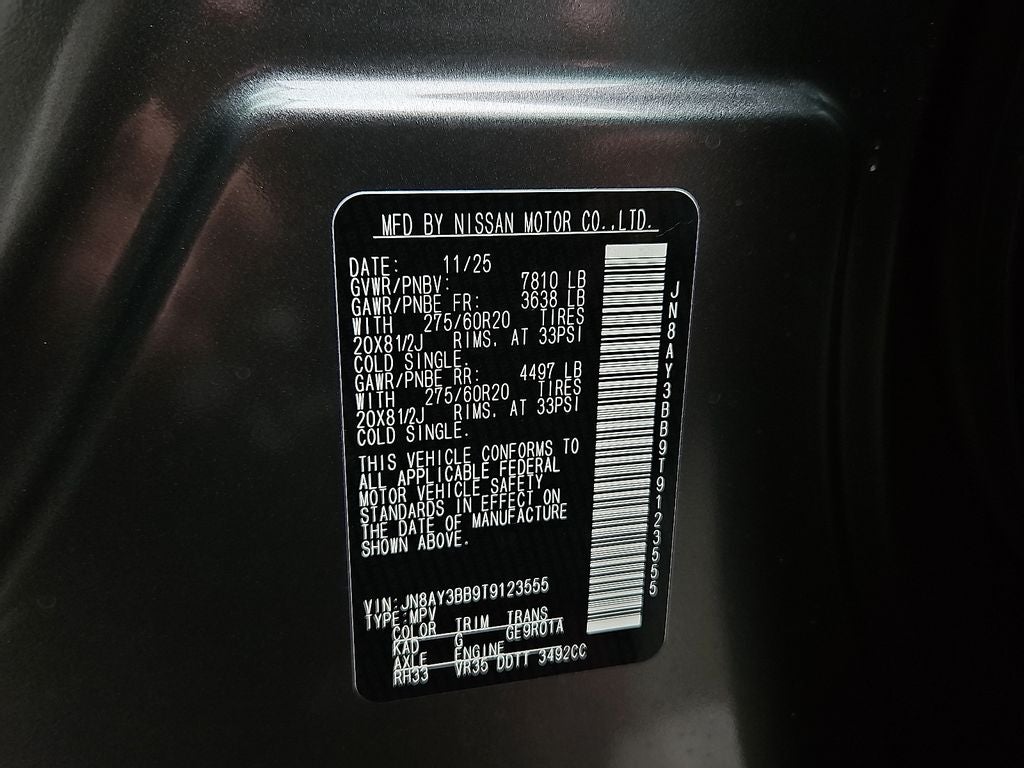 MFD BY NISSAN MOTOR CO.,LTD.
DATE: 11/25
GVWR/PNBV: 7810 LB
GAWR/PNBE FR: 3638 LB
WITH 275/60R20 TIRES
20X81/2J RIMS. AT 33PSI
COLD SINGLE.
GAWR/PNBE RR: 4497 LB
WITH 275/60R20 TIRES
20X81/2J RIMS. AT 33PSI
COLD SINGLE.
THIS VEHICLE CONFORMS TO
ALL APPLICABLE FEDERAL
MOTOR VEHICLE SAFETY
STANDARDS IN EFFECT ON
THE DATE OF MANUFACTURE
SHOWN ABOVE.
VIN:JN8AY3BB9T9123555
TYPE:MPV
COLOR TRIM TRANS
KAD G GE9R01A
AXLE ENGINE
RH33 VR35 DDTT 3492CC
JN8AY3BB9T9123555